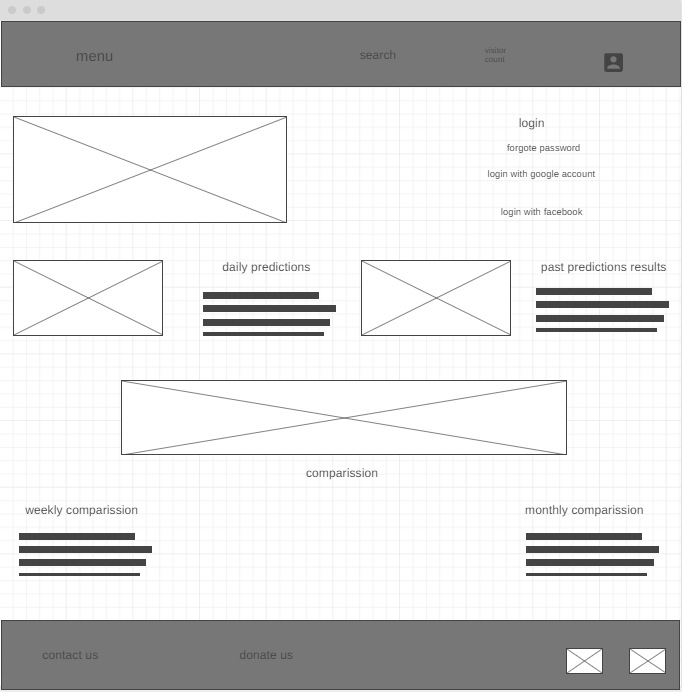 menu
search
visitor
count
login
forgote password
login with google account
login with facebook
daily predictions
past predictions results
comparission
weekly comparission
monthly comparission
contact us
donate us